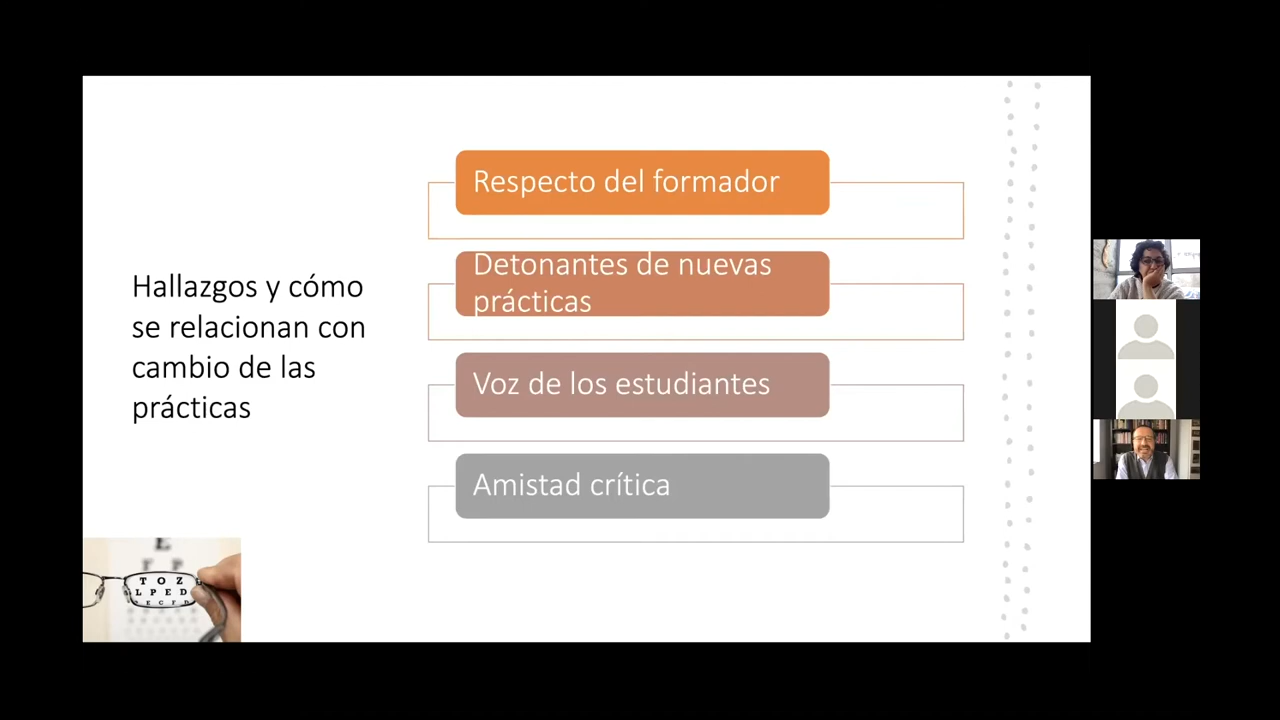 Hallazgos y cómo
se relacionan con
cambio de las
prácticas
Respecto del formador
Detonantes de nuevas
prácticas
Voz de los estudiantes
Amistad crítica
E
F P
T O Z
L P E D